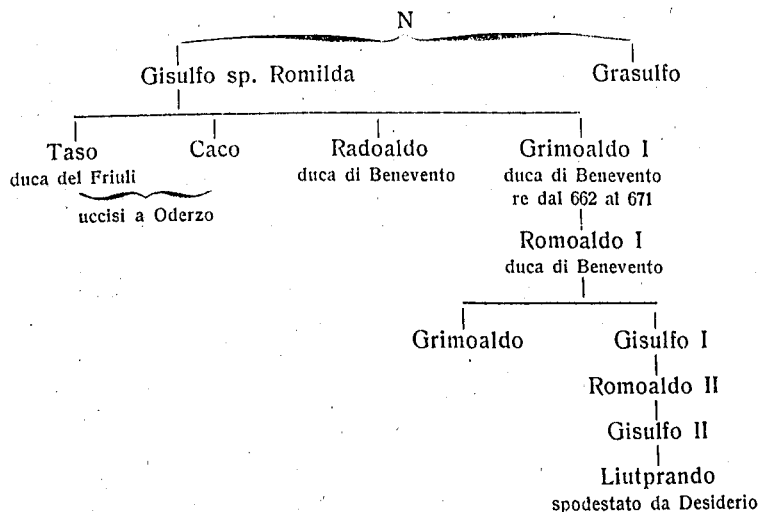 N
Gisulfo sp. Romilda Grasulfo
Taso Caco Radoaldo Grimoaldo I
duca del Friuli duca di Benevento duca di Benevento
uccisi a Oderzo re dal 662 al 671
Romoaldo I
duca di Benevento
Grimoaldo Gisulfo I
Romoaldo II
Gisulfo II
Liutprando
spodestato da Desiderio